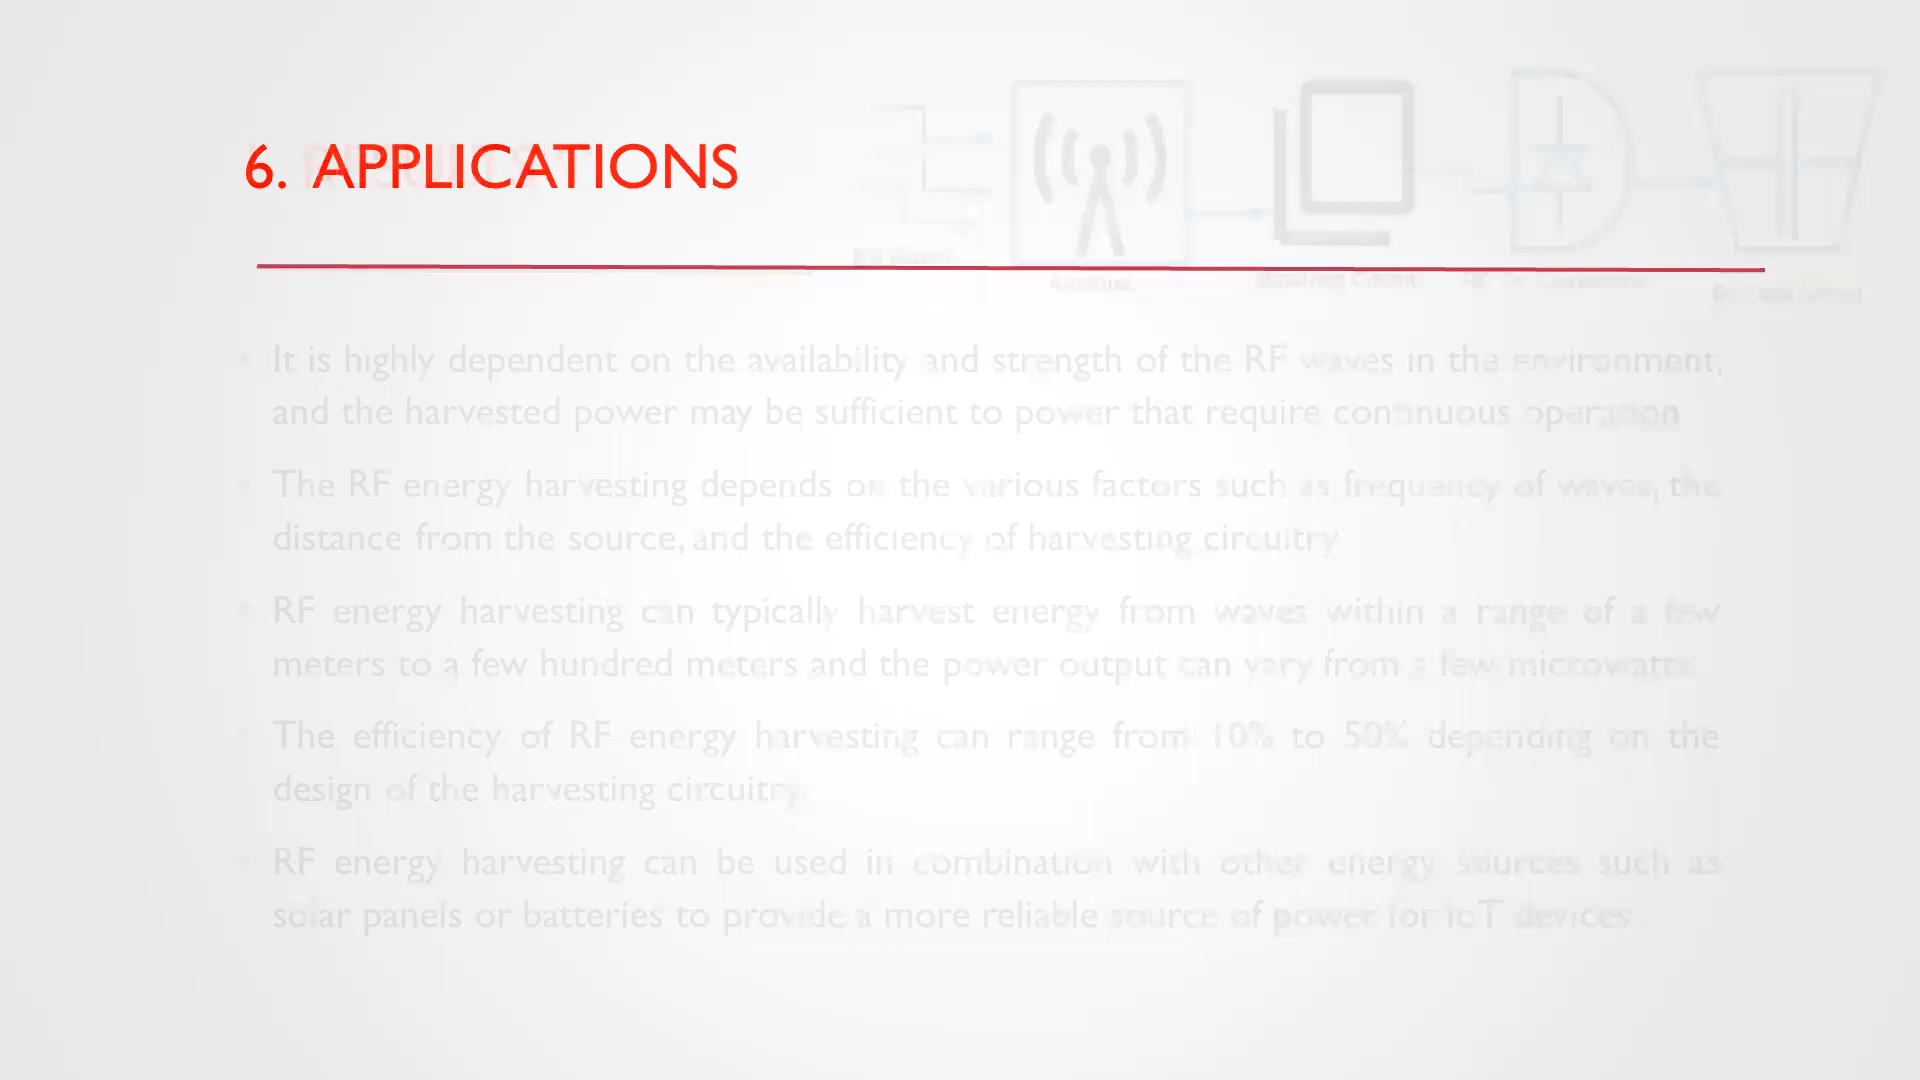 6. APPLICATIONS
• It is highly dependent on the availability and strength of the RF waves in the environment,
and the harvested power may be sufficient to power that require continuous operation
• The RF energy harvesting depends on the various factors such as frequency of waves, the
distance from the source, and the efficiency of harvesting circuitry
• RF energy harvesting can typically harvest energy from waves within a range of a few
meters to a few hundred meters and the power output can vary from a few microwatts
• The efficiency of RF energy harvesting can range from 10% to 50% depending on the
design of the harvesting circuitry.
• RF energy harvesting can be used in combination with other energy sources such as
solar panels or batteries to provide a more reliable source of power for IoT devices